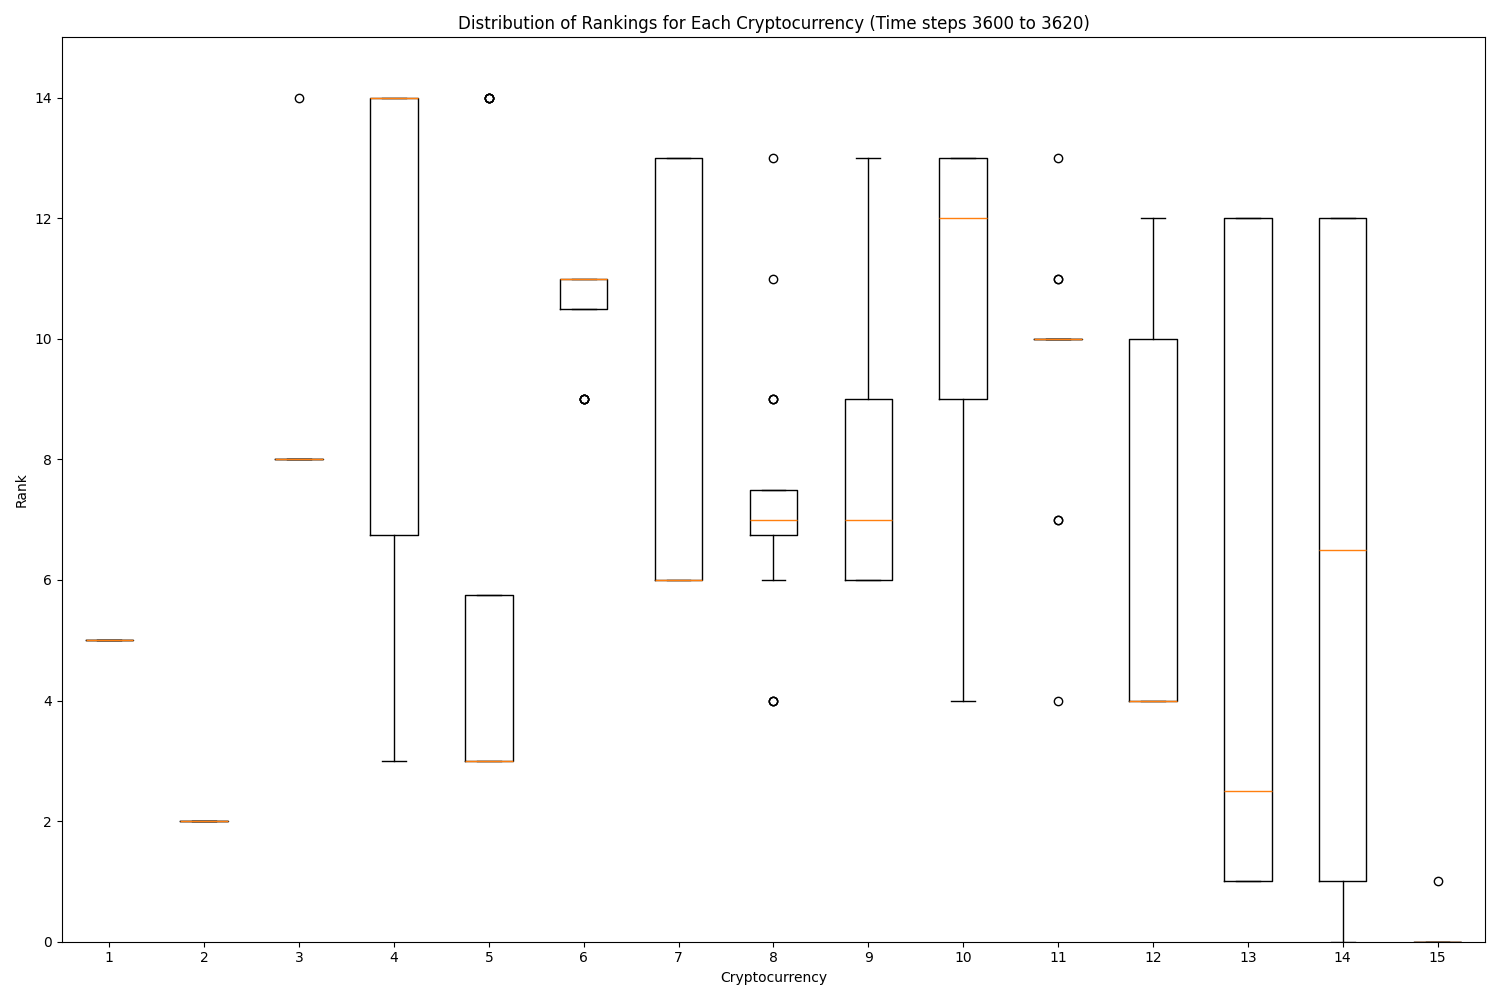 Distribution of Rankings for Each Cryptocurrency (Time steps 3600 to 3620)
14
12
10
8
6
4
2
0
Rank
1 2 3 4 5 6 7 8 9 10 11 12 13 14 15
Cryptocurrency